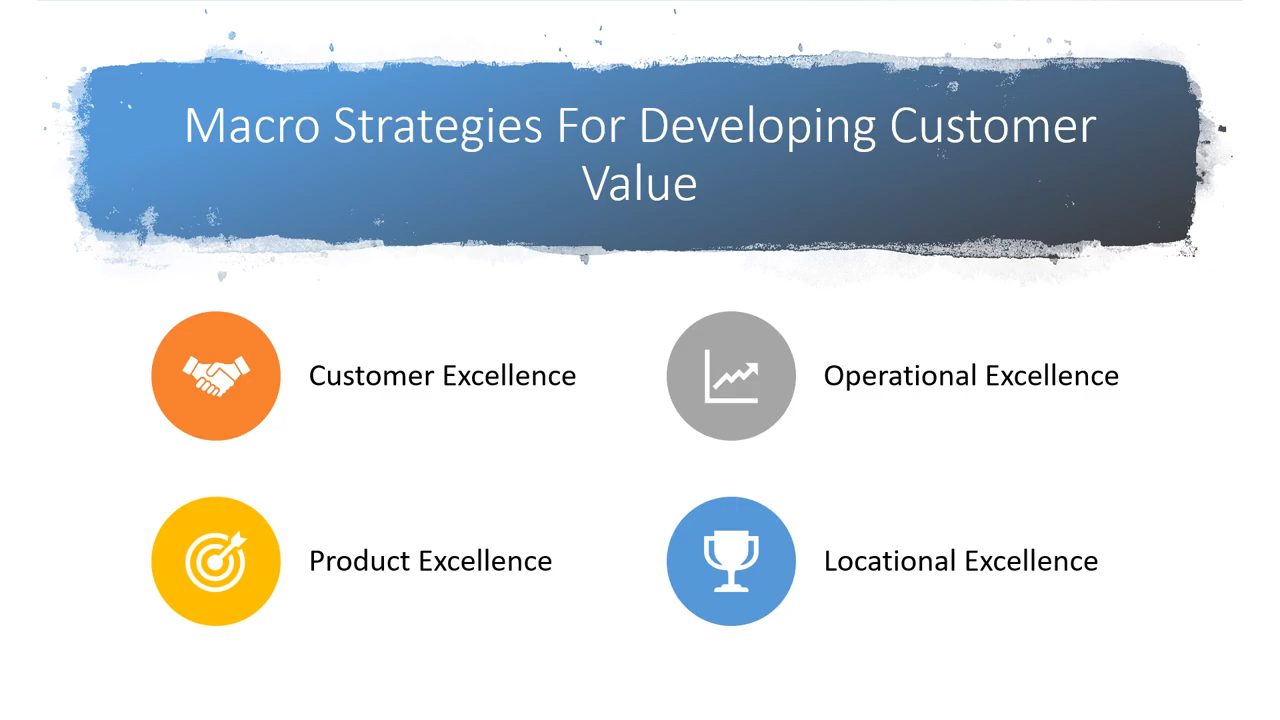 Macro Strategies For Developing Customer
Value
Customer Excellence
Operational Excellence
Product Excellence
Locational Excellence